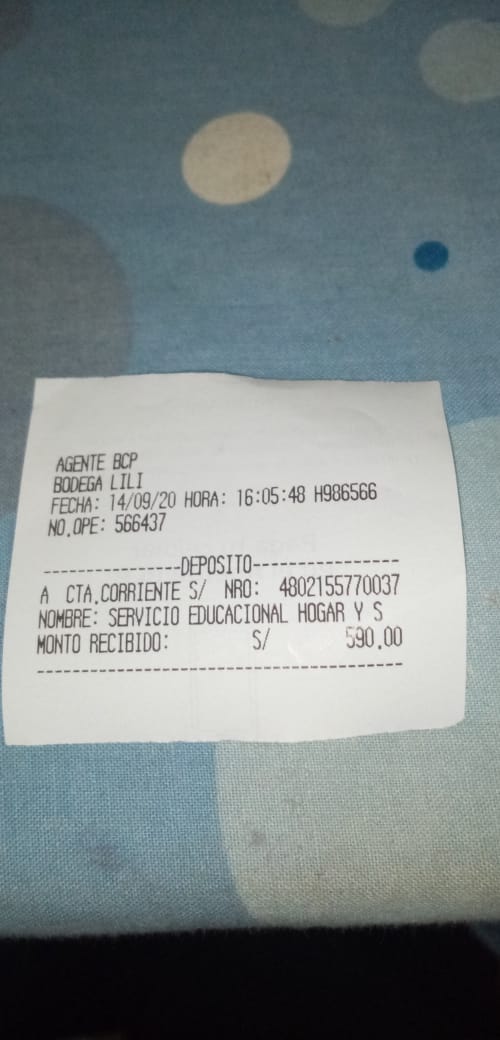 AGENTE BCP
BODEGA LILI
FECHA: 14/09/20 HORA: 16:05:48 H986566
NO.OPE: 566437
-----------------DEPOSITO------------------
A CTA.CORRIENTE S/ NRO: 4802155770037
NOMBRE: SERVICIO EDUCACIONAL HOGAR Y S
MONTO RECIBIDO: S/ 590.00
-------------------------------------------